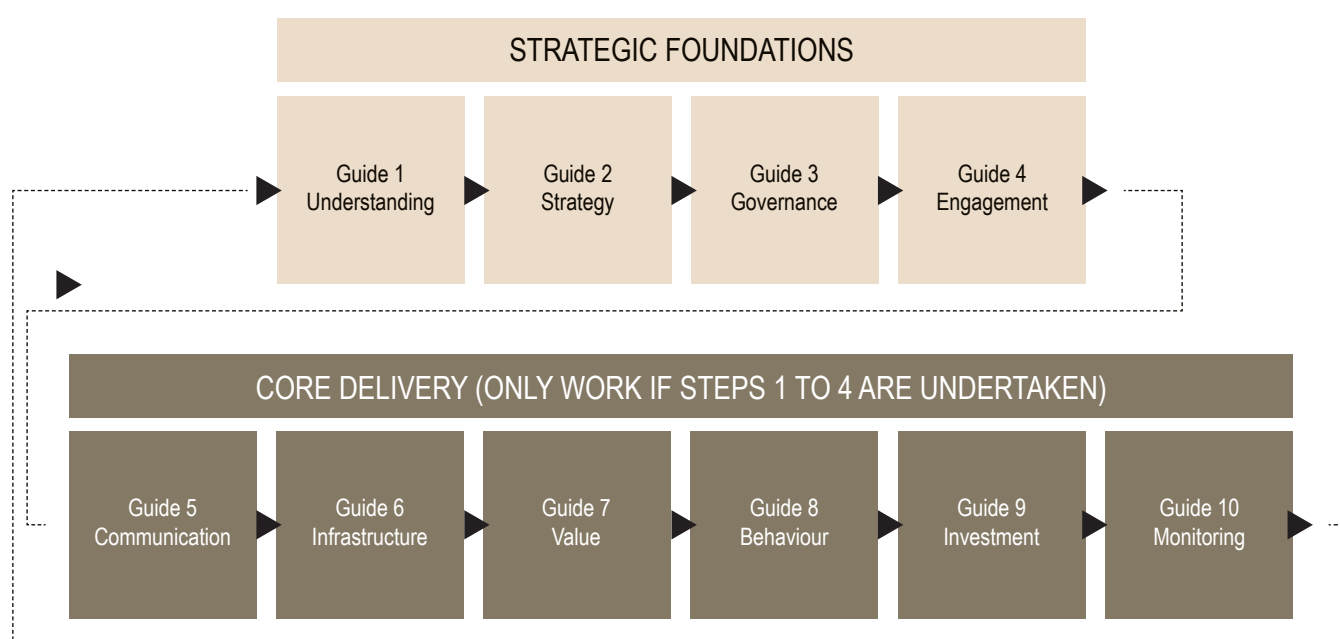 STRATEGIC FOUNDATIONS
Guide 1
Understanding
Guide 2
Strategy
Guide 3
Governance
Guide 4
Engagement
CORE DELIVERY (ONLY WORK IF STEPS 1 TO 4 ARE UNDERTAKEN)
Guide 5
Communication
Guide 6
Infrastructure
Guide 7
Value
Guide 8
Behaviour
Guide 9
Investment
Guide 10
Monitoring